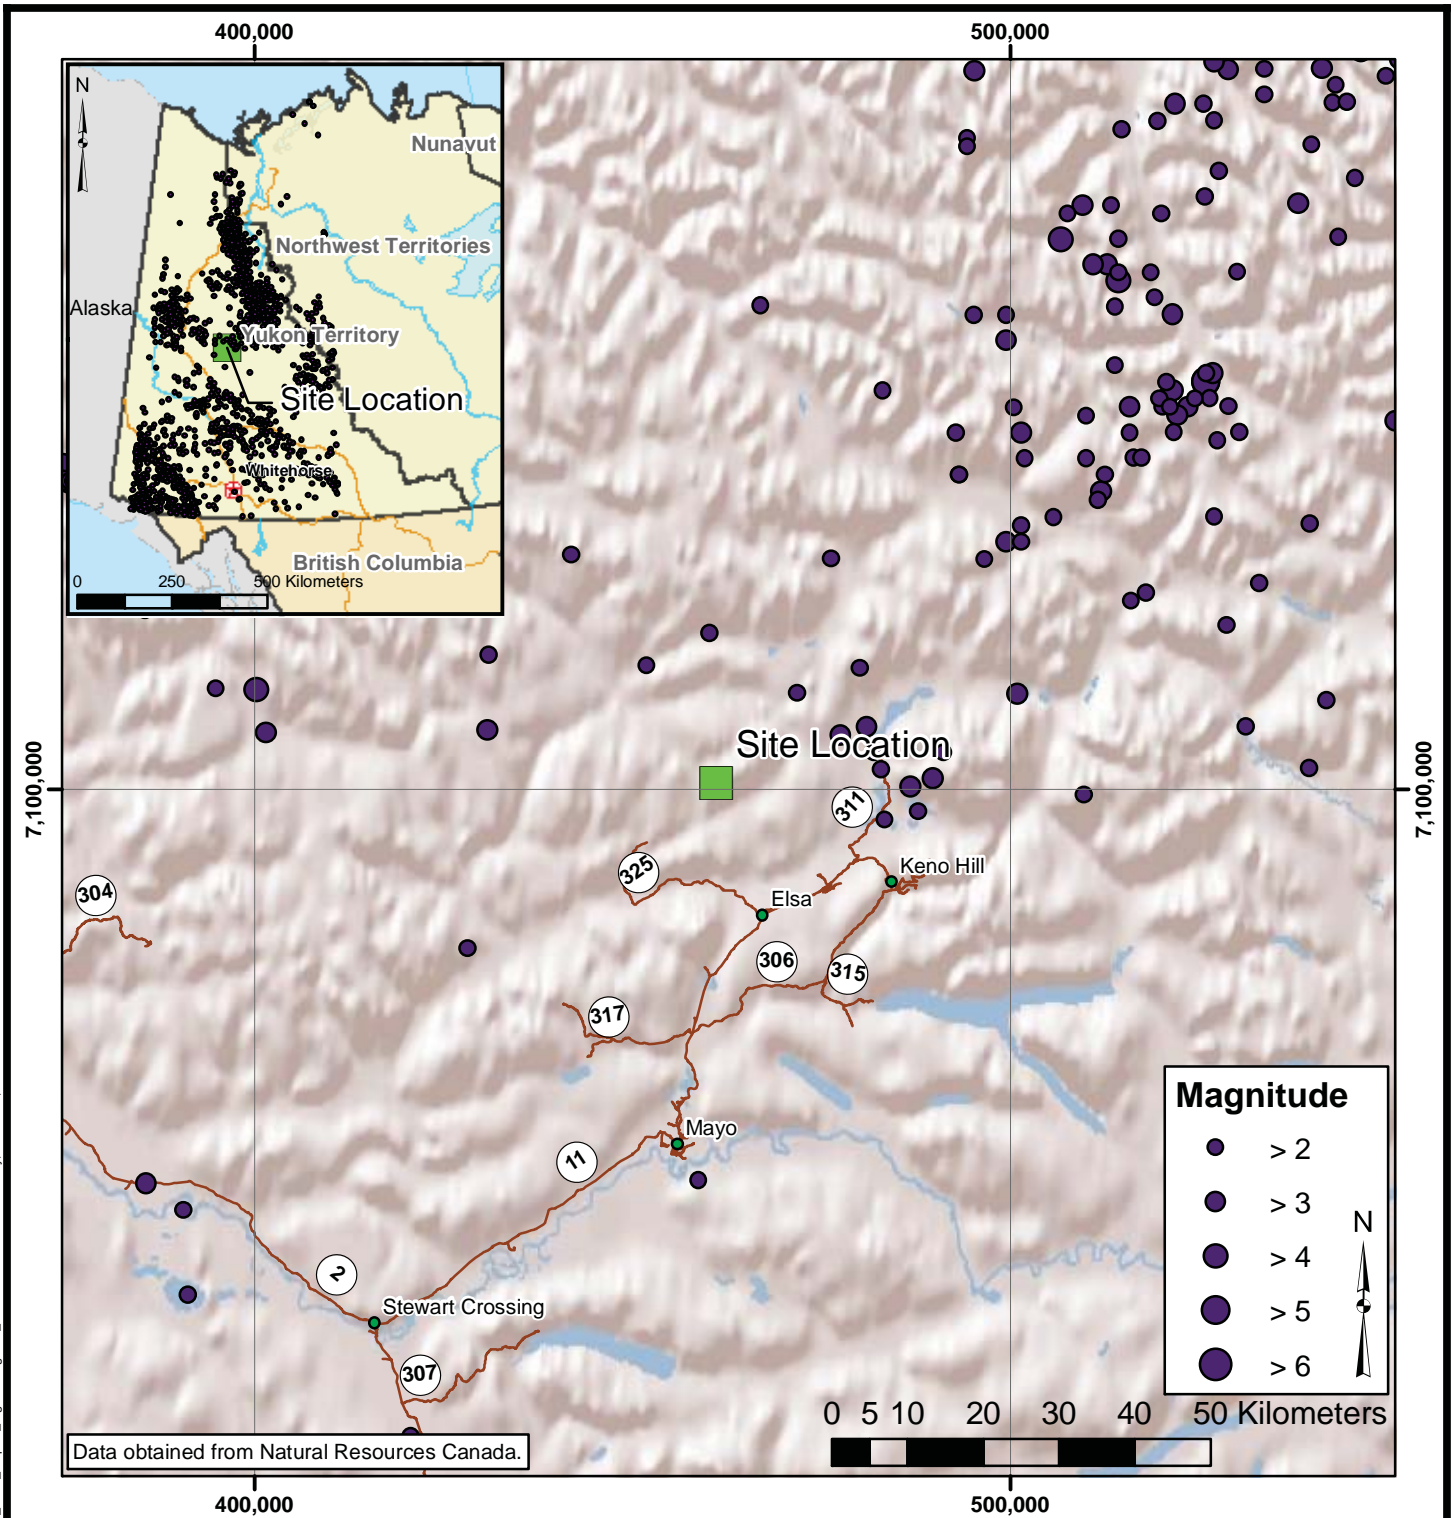 400,000
500,000
N
Nunavut
Northwest Territories
Alaska
Yukon Territory
Site Location
Whitehorse
British Columbia
0 250 500 Kilometers
Site Location
7,100,000
7,100,000
311
Keno Hill
325
304
Elsa
306
315
317
Mayo
11
2
Stewart Crossing
307
Magnitude
> 2
> 3
> 4
> 5
> 6
N
0 5 10 20 30 40 50 Kilometers
Data obtained from Natural Resources Canada.
400,000
500,000